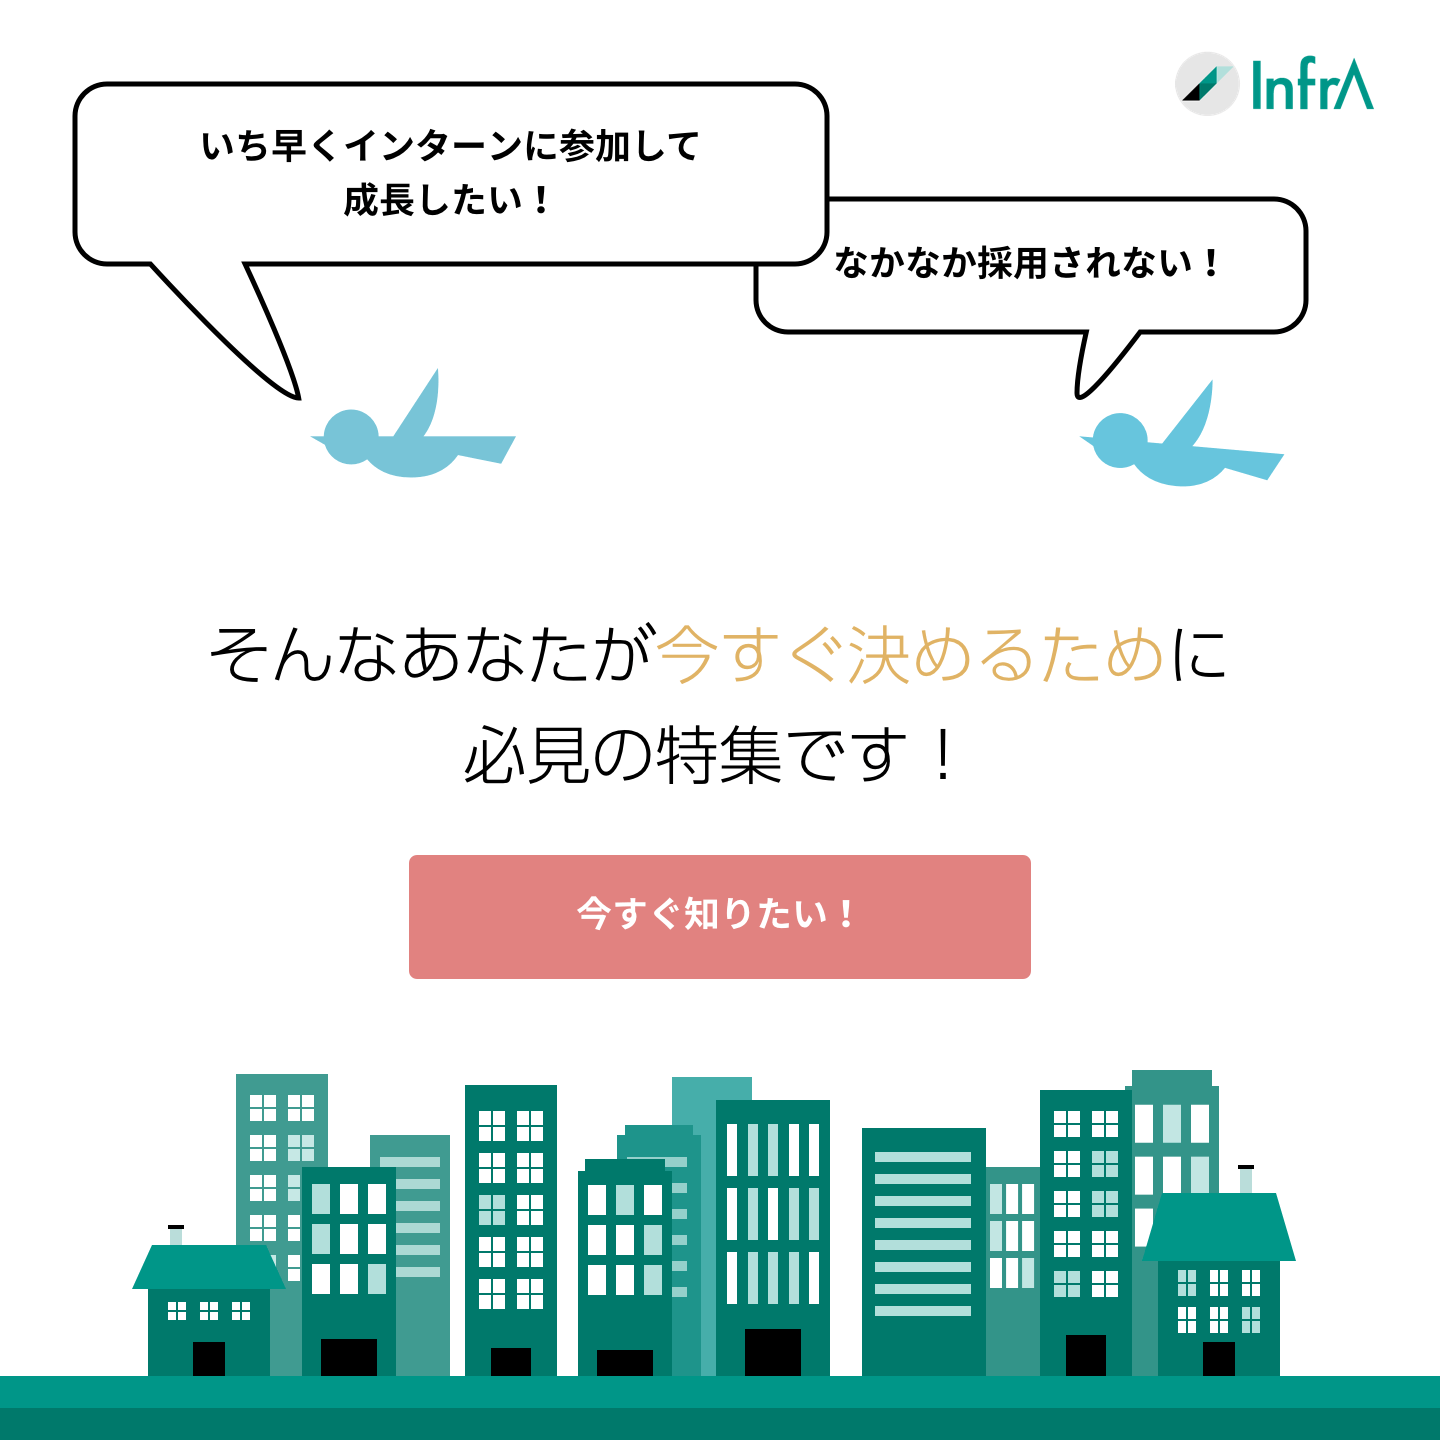 InfrA
いち早くインターンに参加して
成長したい！
なかなか採用されない！
そんなあなたが今すぐ決めるために
必見の特集です！
今すぐ知りたい！